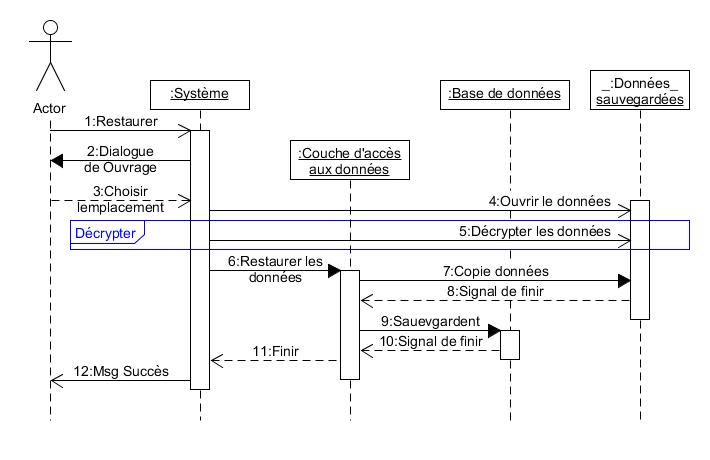 _:Données_
sauvegardées
:Système
:Base de données
Actor
1:Restaurer
:Couche d'accès
aux données
2:Dialogue
de Ouvrage
3:Choisir
lemplacement
4:Ouvrir le données
Décrypter
5:Décrypter les données
6:Restaurer les
données
7:Copie données
8:Signal de finir
9:Sauevgardent
10:Signal de finir
11:Finir
12:Msg Succès